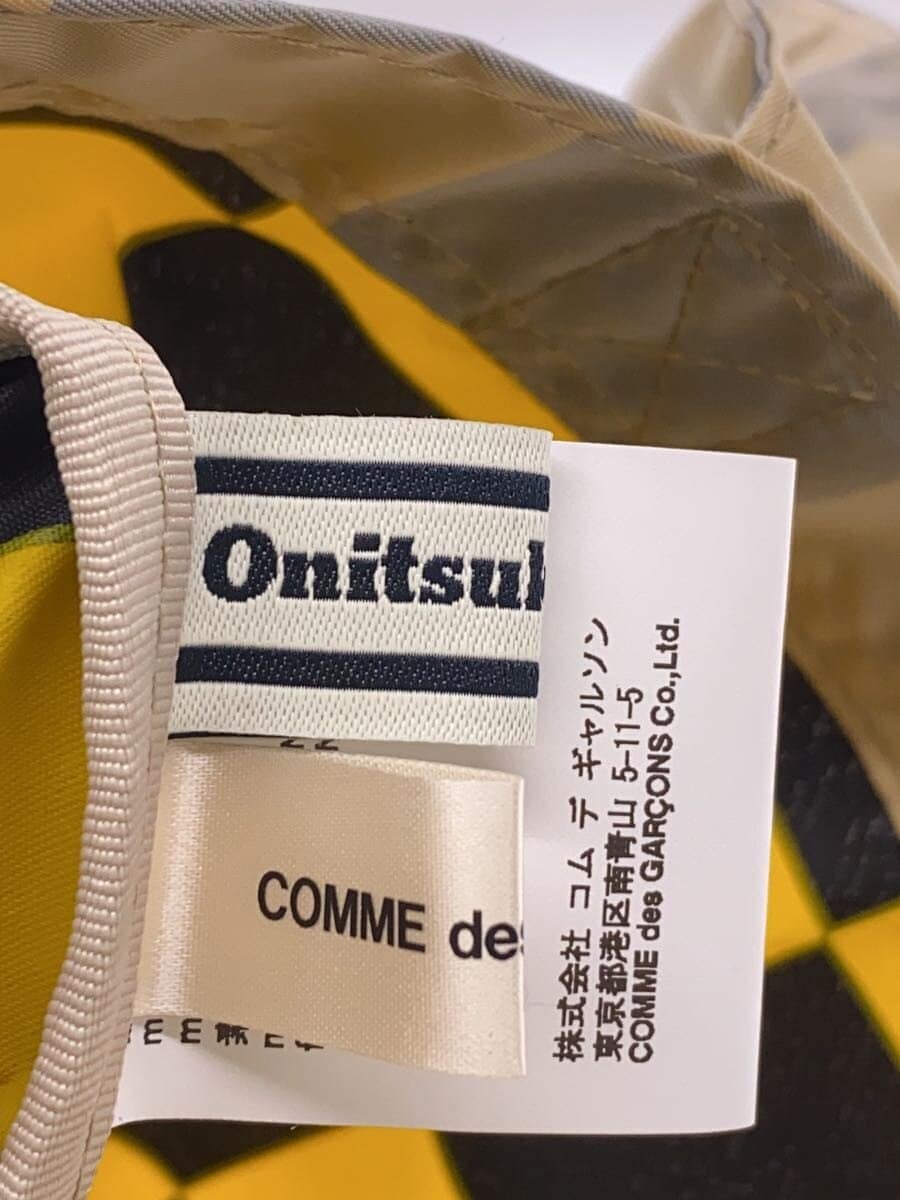 Onitsuk
COMME des
株式会社 コム デ ギャルソン
東京都港区南青山 5-11-5
COMME des GARÇONS Co.,Ltd.